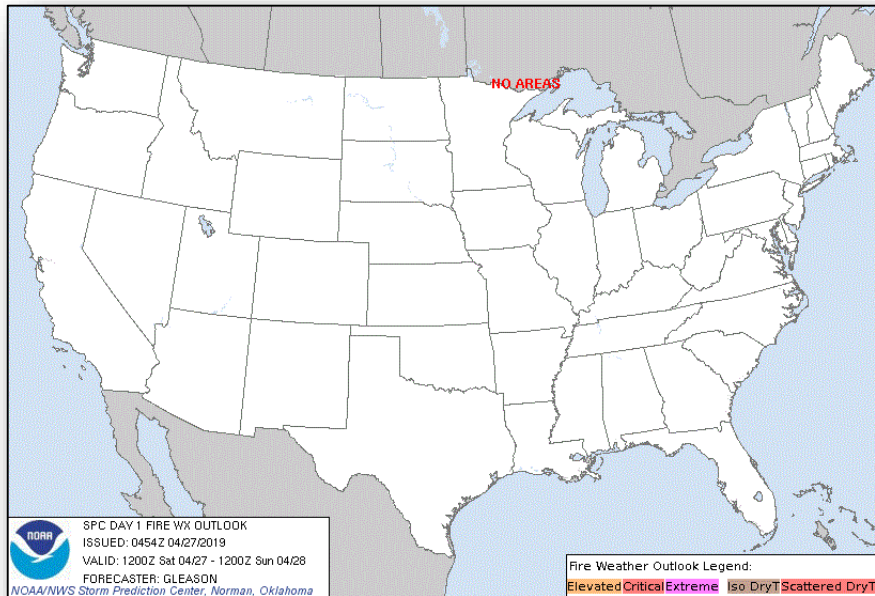 NO AREAS
NOAA
SPC DAY 1 FIRE WX OUTLOOK
ISSUED: 0454Z 04/27/2019
VALID: 1200Z Sat 04/27 - 1200Z Sun 04/28
FORECASTER: GLEASON
NOAA/NWS Storm Prediction Center, Norman, Oklahoma
Fire Weather Outlook Legend:
Elevated Critical Extreme Iso DryT Scattered DryT